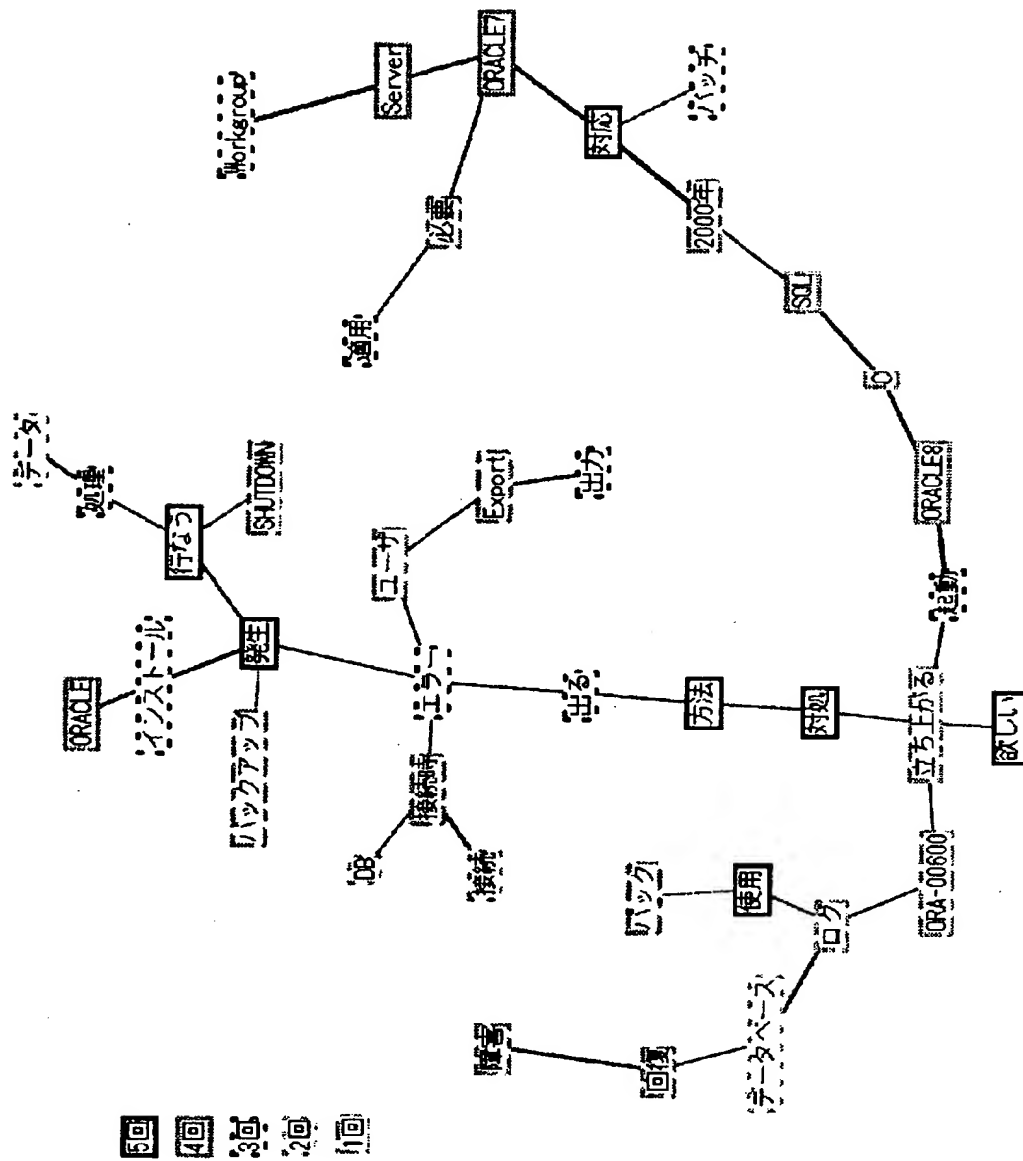 5回
4回
3回
2回
1回
ORACLE
インストール
バックアップ
発生
行なう
処理
データ
SHUTDOWN
DB
接続時
接続
エラー
ユーザ
Export
出力
出る
方法
対処
立ち上がる
欲しい
起動
ORACLE8
SQL
2000年
対応
パッチ
ORACLE7
Server
Workgroup
必要
適用
ORA-00600
ログ
使用
バック
データベース
回復
障害